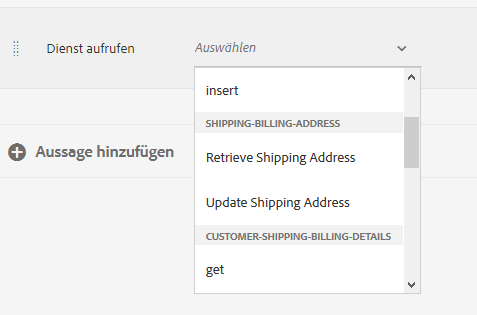 Dienst aufrufen
Auswählen
insert
SHIPPING-BILLING-ADDRESS
Aussage hinzufügen
Retrieve Shipping Address
Update Shipping Address
CUSTOMER-SHIPPING-BILLING-DETAILS
get